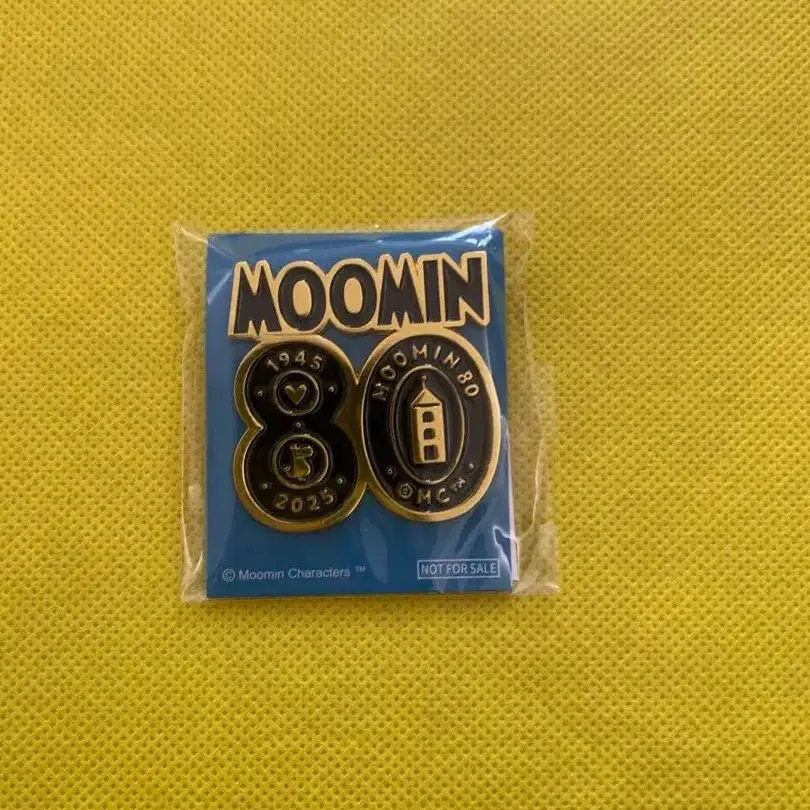 MOOMIN
1945
2025
MOOMIN 80
©MC™
© Moomin Characters ™
NOT FOR SALE